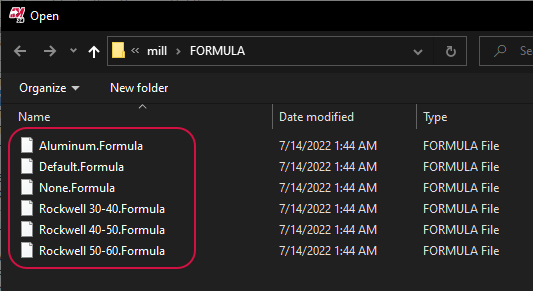 Open
« mill › FORMULA
Organize New folder
Name Date modified Type
Aluminum.Formula 7/14/2022 1:44 AM FORMULA File
Default.Formula 7/14/2022 1:44 AM FORMULA File
None.Formula 7/14/2022 1:44 AM FORMULA File
Rockwell 30-40.Formula 7/14/2022 1:44 AM FORMULA File
Rockwell 40-50.Formula 7/14/2022 1:44 AM FORMULA File
Rockwell 50-60.Formula 7/14/2022 1:44 AM FORMULA File